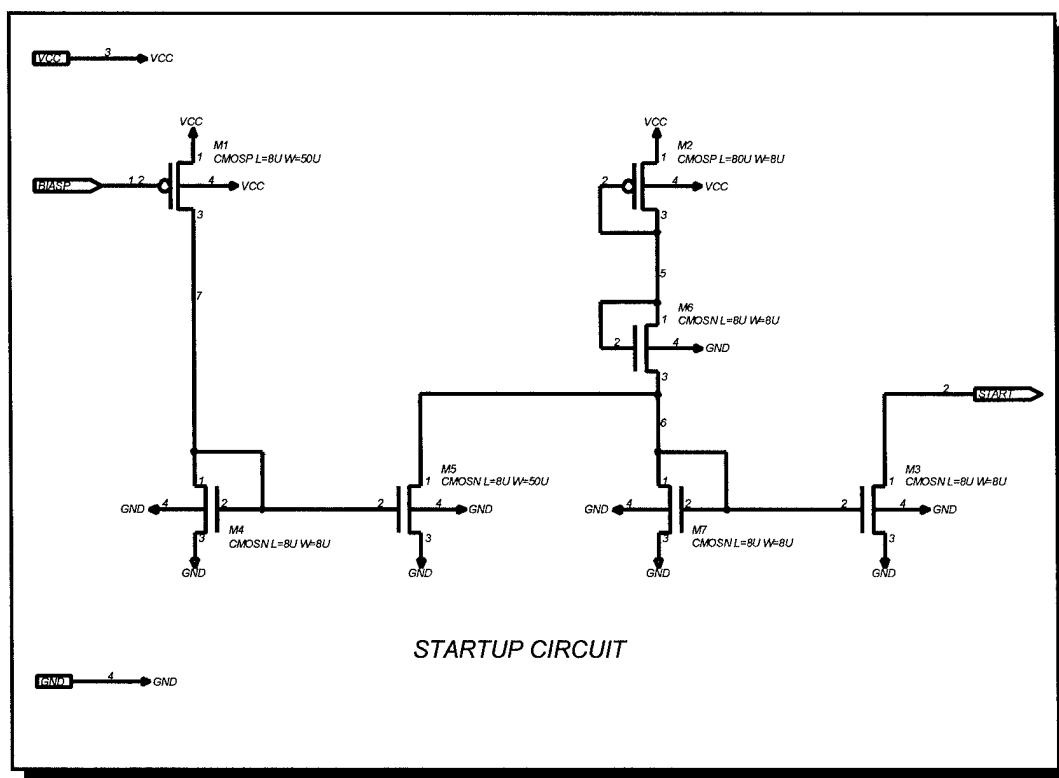 VCC 3 VCC
VCC
VCC
M1
CMOSP L=8U W=50U
1
BIASP 1 2 4 VCC
3
M2
CMOSP L=80U W=8U
1
2 4 VCC
3
7
5
M6
CMOSN L=8U W=8U
1
2 4 GND
3
2 START
6
M5
CMOSN L=8U W=50U
M3
CMOSN L=8U W=8U
1
1
1
1
GND 4 2
2 4 GND
GND 4 2
2 4 GND
3
M4
CMOSN L=8U W=8U
3
3
M7
CMOSN L=8U W=8U
3
GND
GND
GND
GND
STARTUP CIRCUIT
GND 4 GND